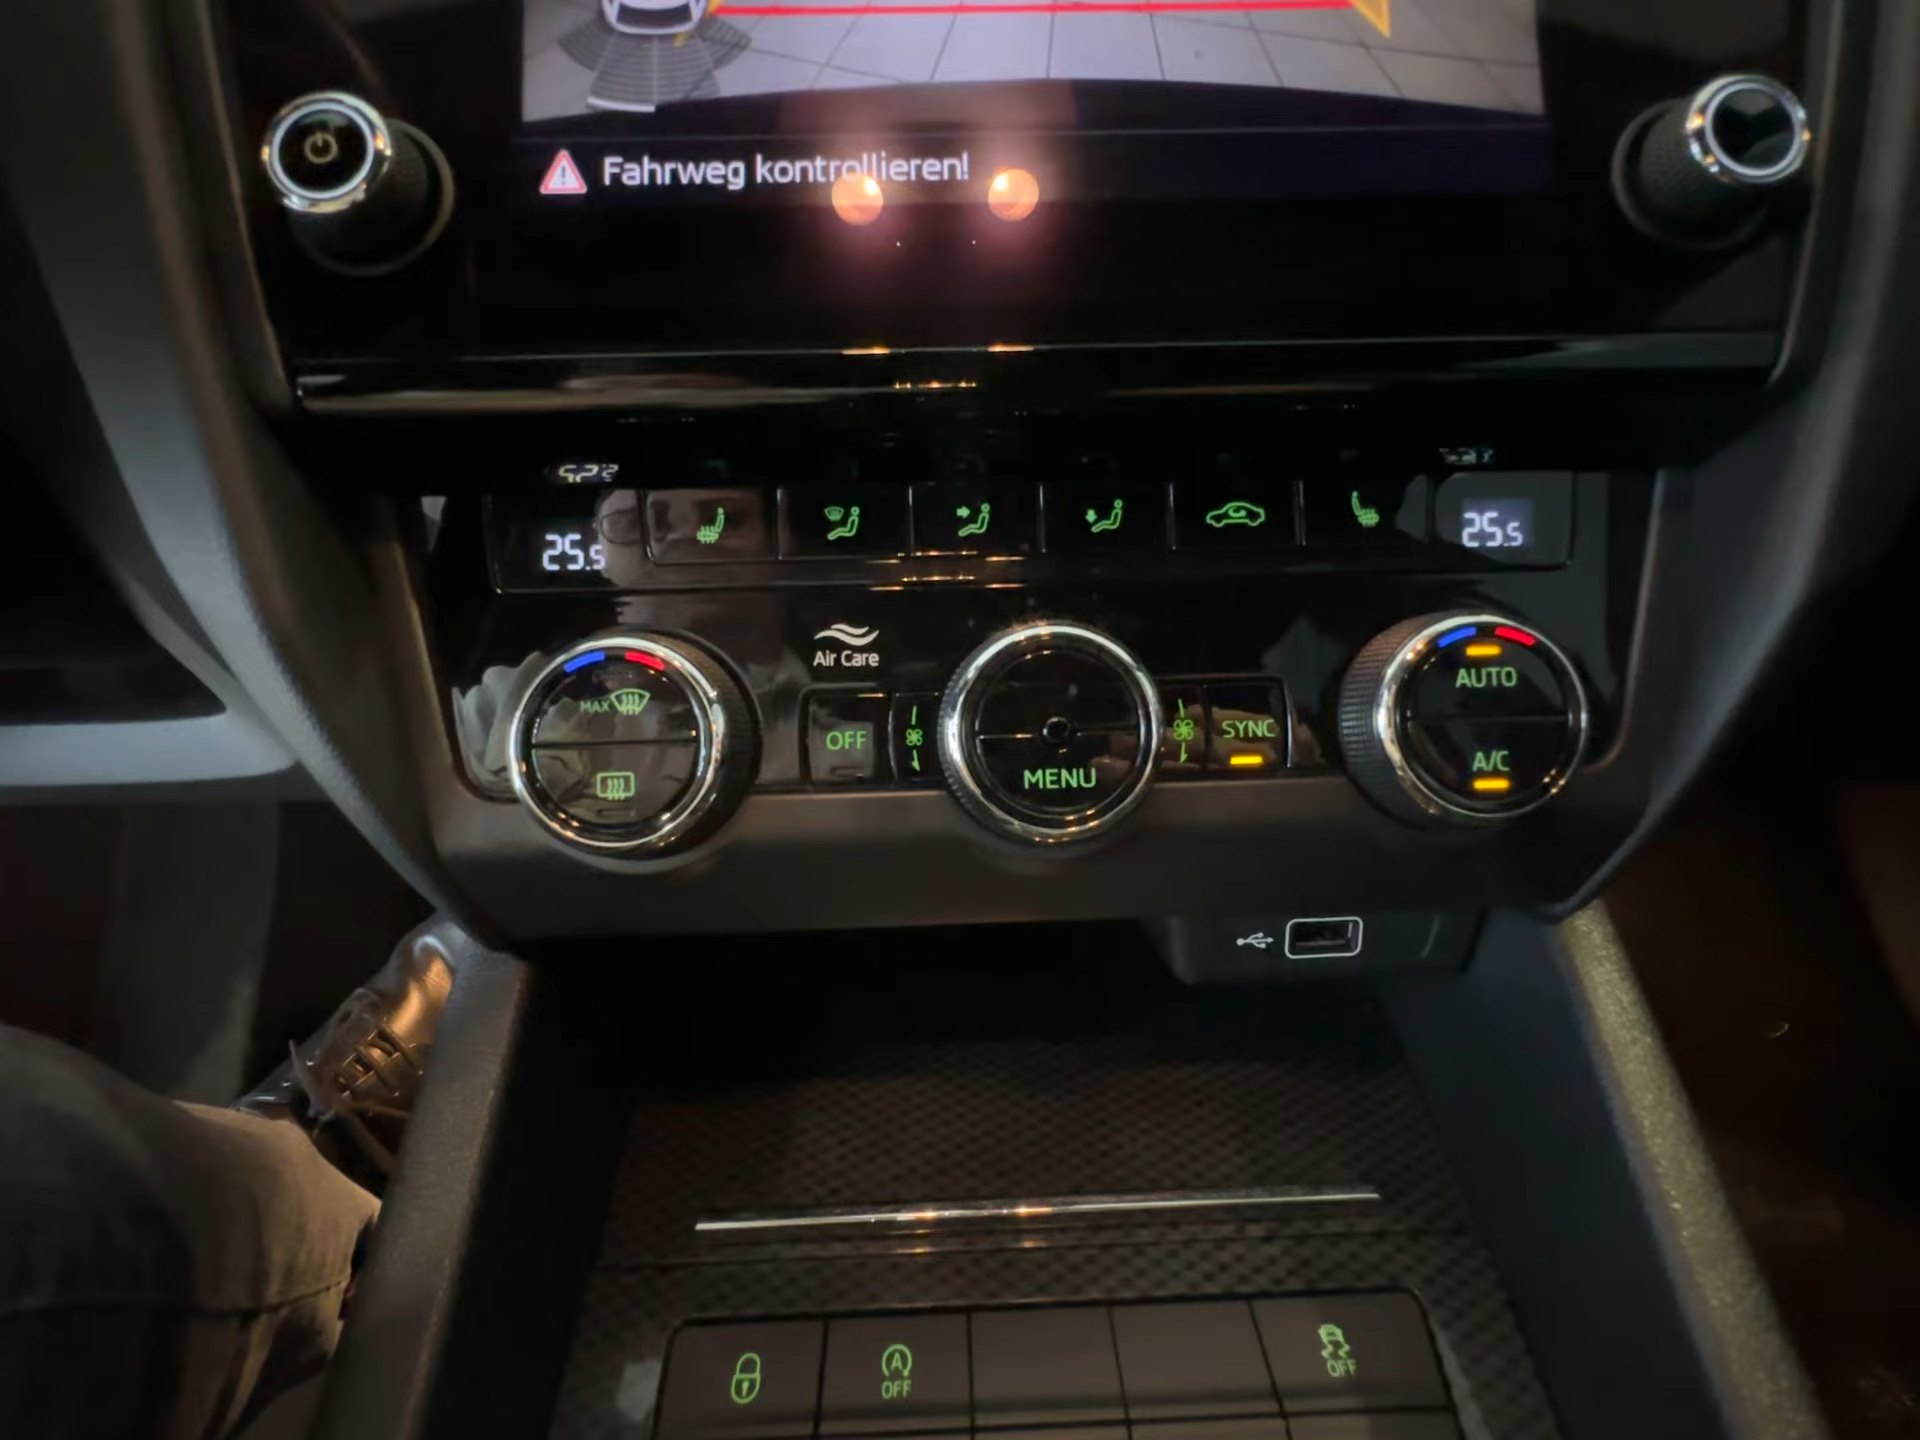 Fahrweg kontrollieren!
25.5
25.5
Air Care
MAX
OFF
MENU
SYNC
AUTO
A/C
A
OFF
OFF